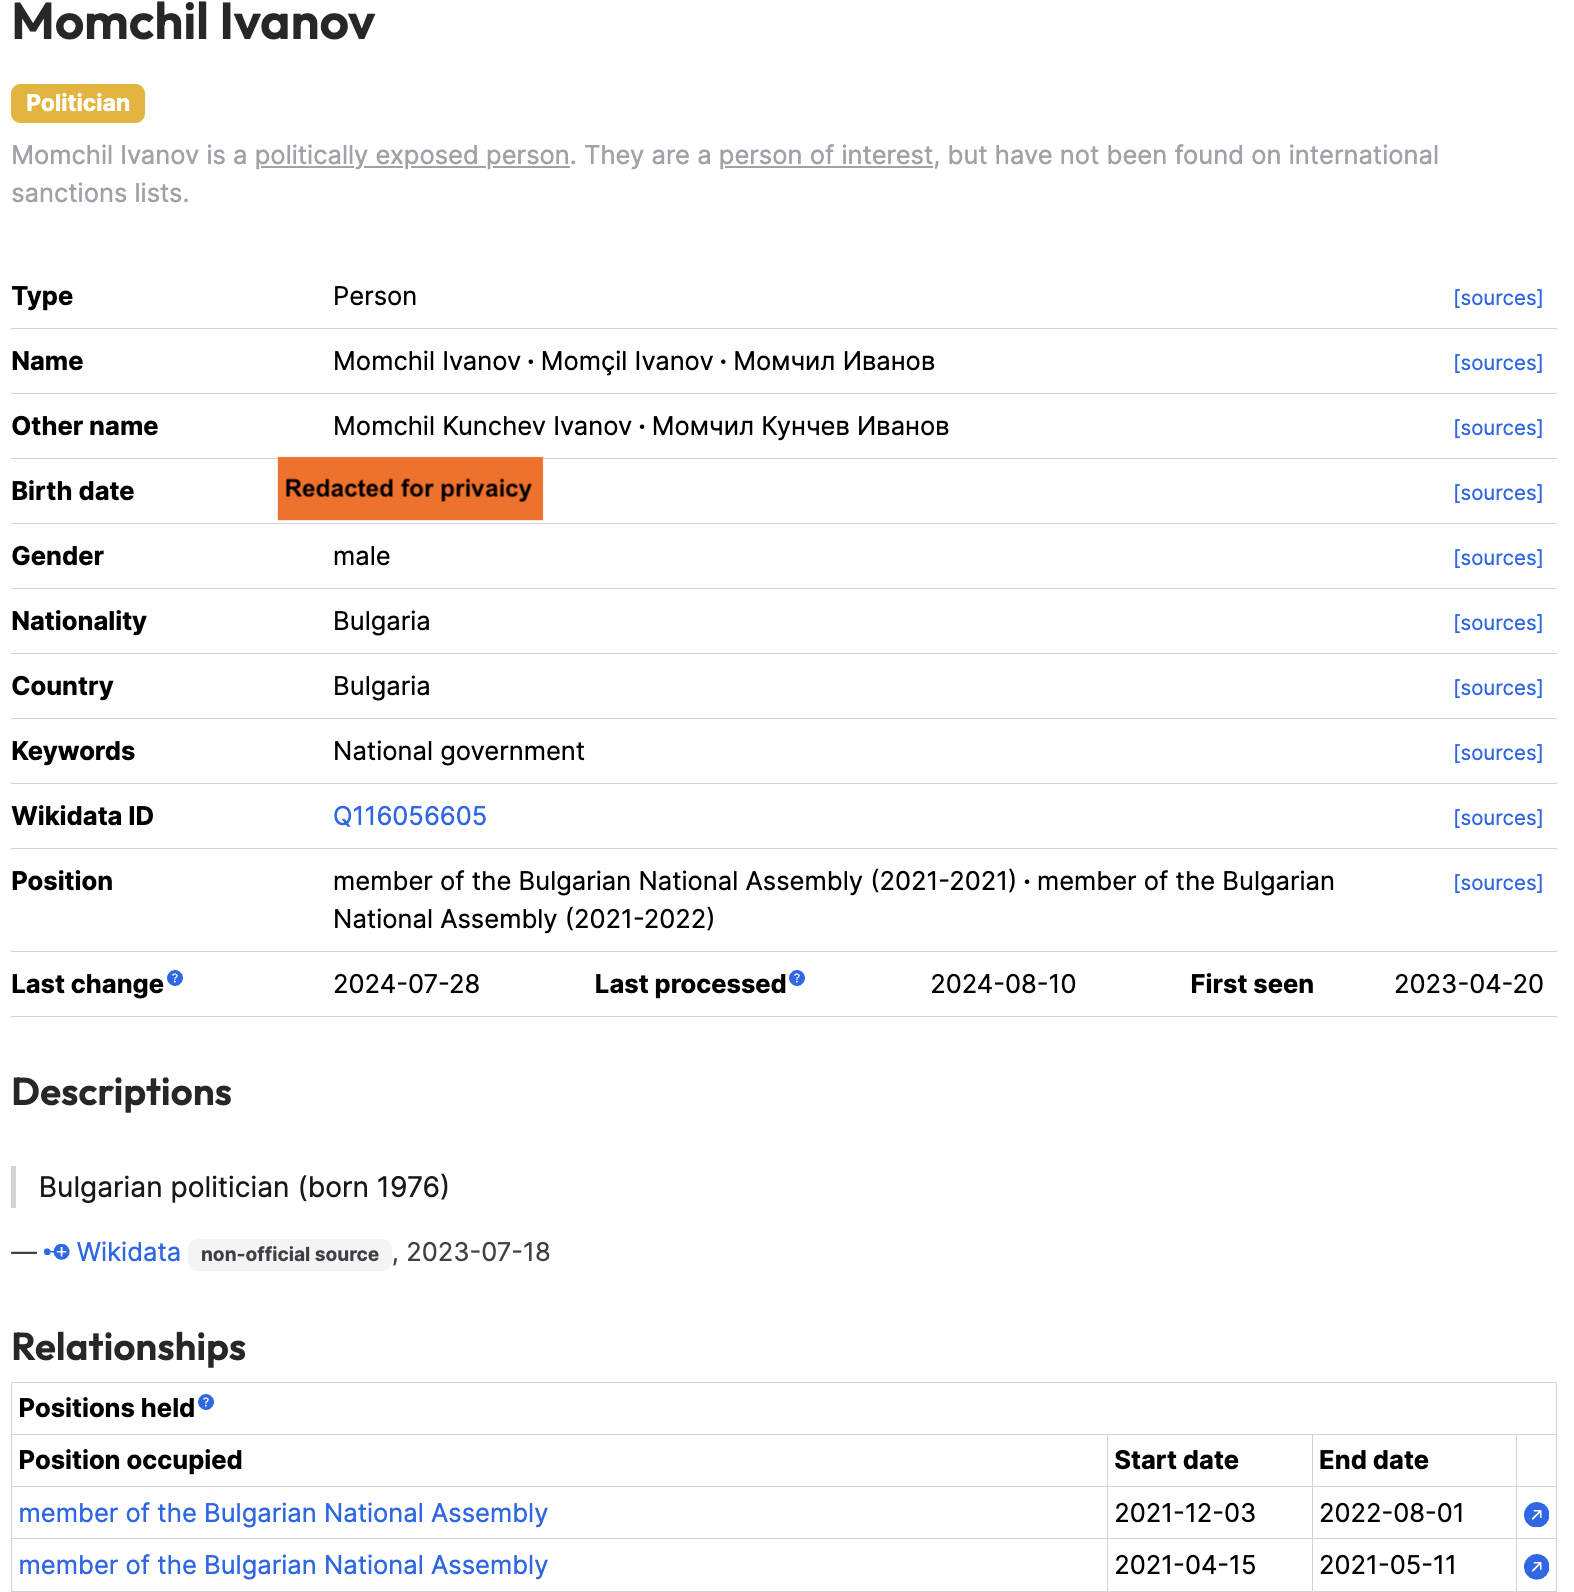 Momchil Ivanov
Politician
Momchil Ivanov is a politically exposed person. They are a person of interest, but have not been found on international
sanctions lists.
Type Person [sources]
Name Momchil Ivanov · Momçil Ivanov · Момчил Иванов [sources]
Other name Momchil Kunchev Ivanov · Момчил Кунчев Иванов [sources]
Birth date Redacted for privaicy [sources]
Gender male [sources]
Nationality Bulgaria [sources]
Country Bulgaria [sources]
Keywords National government [sources]
Wikidata ID Q116056605 [sources]
Position member of the Bulgarian National Assembly (2021-2021) · member of the Bulgarian [sources]
National Assembly (2021-2022)
Last change ? 2024-07-28 Last processed ? 2024-08-10 First seen 2023-04-20
Descriptions
Bulgarian politician (born 1976)
— Wikidata non-official source , 2023-07-18
Relationships
Positions held ?
Position occupied Start date End date
member of the Bulgarian National Assembly 2021-12-03 2022-08-01
member of the Bulgarian National Assembly 2021-04-15 2021-05-11